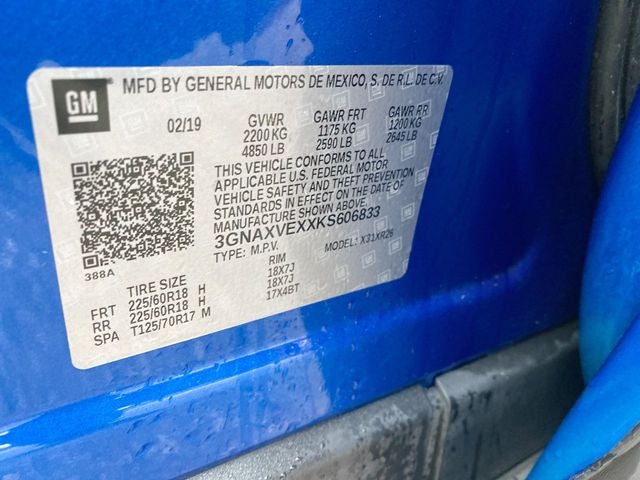 GM
MFD BY GENERAL MOTORS DE MEXICO, S. DE R.L. DE C.V.
02/19 GVWR GAWR FRT GAWR RR
2200 KG 1175 KG 1200 KG
4850 LB 2590 LB 2645 LB
THIS VEHICLE CONFORMS TO ALL
APPLICABLE U.S. FEDERAL MOTOR
VEHICLE SAFETY AND THEFT PREVENTION
STANDARDS IN EFFECT ON THE DATE OF
MANUFACTURE SHOWN ABOVE.
3GNAXVEXXKS606833
TYPE: M.P.V. MODEL: X31XR26
388A
TIRE SIZE RIM
FRT 225/60R18 H 18X7J
RR 225/60R18 H 18X7J
SPA T125/70R17 M 17X4BT